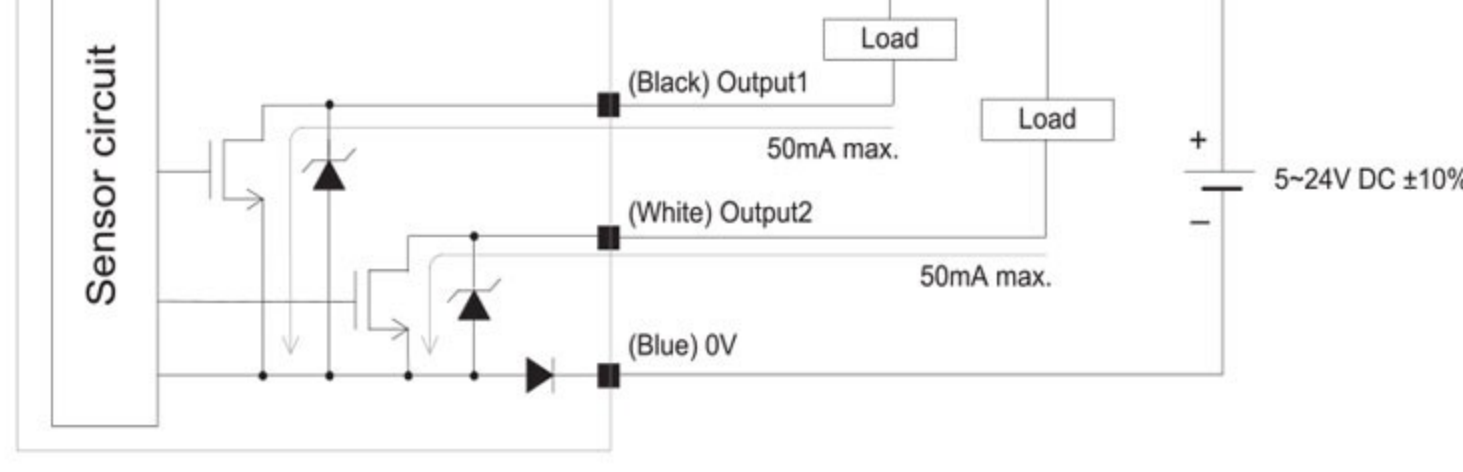 Sensor circuit
Load
(Black) Output1
Load
50mA max.
+
5~24V DC ±10%
(White) Output2
−
50mA max.
(Blue) 0V